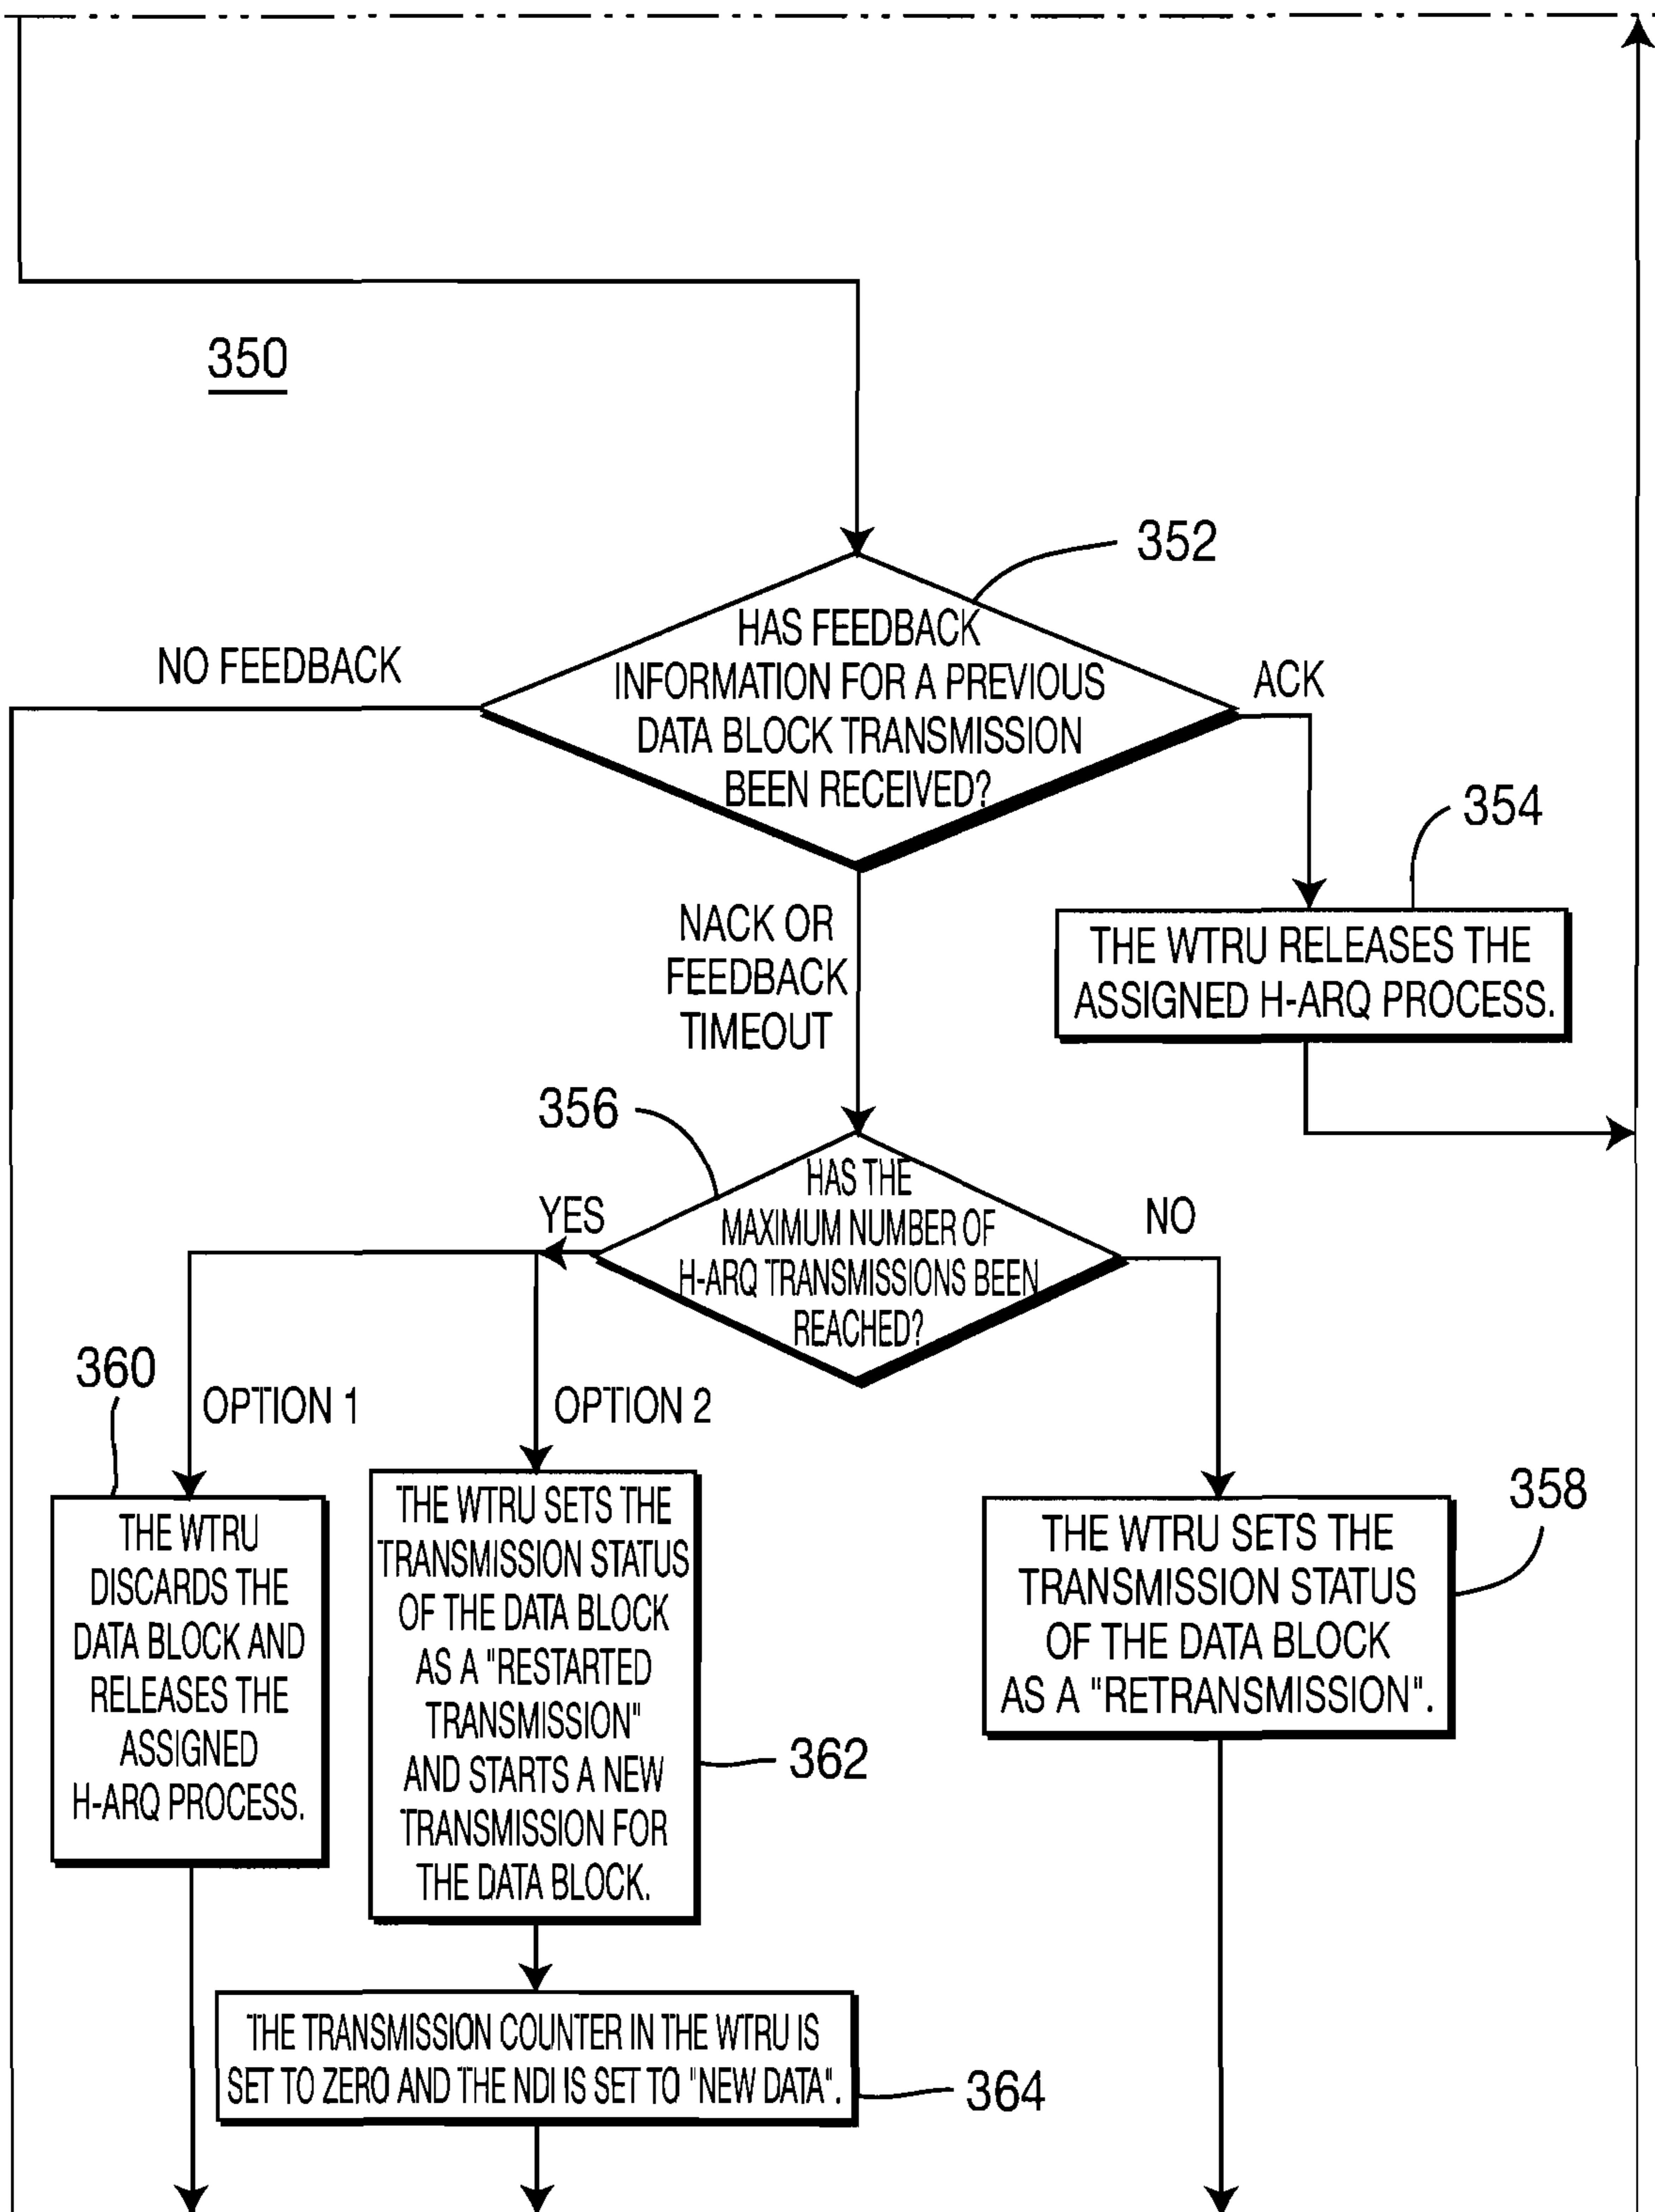 350
352
HAS FEEDBACK
INFORMATION FOR A PREVIOUS
DATA BLOCK TRANSMISSION
BEEN RECEIVED?
NO FEEDBACK
ACK
354
THE WTRU RELEASES THE
ASSIGNED H-ARQ PROCESS.
NACK OR
FEEDBACK
TIMEOUT
356
HAS THE
MAXIMUM NUMBER OF
H-ARQ TRANSMISSIONS BEEN
REACHED?
YES
NO
360
OPTION 1
OPTION 2
THE WTRU
DISCARDS THE
DATA BLOCK AND
RELEASES THE
ASSIGNED
H-ARQ PROCESS.
THE WTRU SETS THE
TRANSMISSION STATUS
OF THE DATA BLOCK
AS A "RESTARTED
TRANSMISSION"
AND STARTS A NEW
TRANSMISSION FOR
THE DATA BLOCK.
362
358
THE WTRU SETS THE
TRANSMISSION STATUS
OF THE DATA BLOCK
AS A "RETRANSMISSION".
THE TRANSMISSION COUNTER IN THE WTRU IS
SET TO ZERO AND THE NDI IS SET TO "NEW DATA".
364